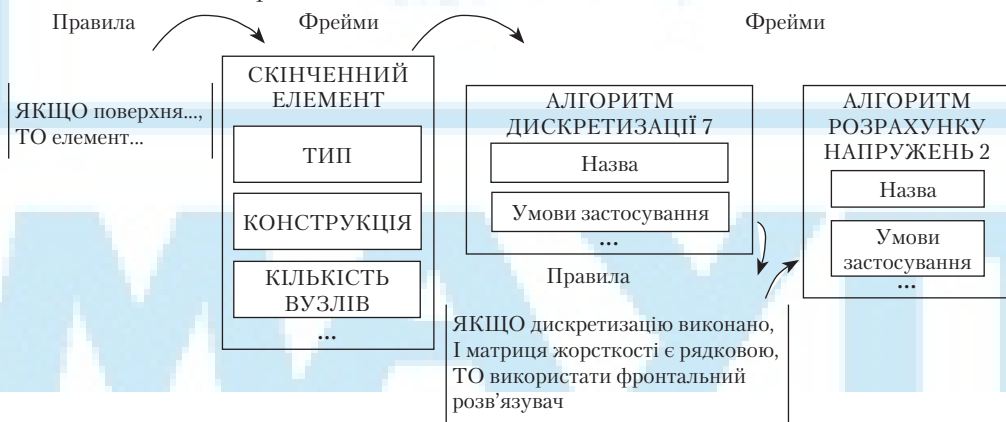 Правила
Фрейми
Фрейми
ЯКЩО поверхня...,
ТО елемент...
СКІНЧЕННИЙ
ЕЛЕМЕНТ
ТИП
КОНСТРУКЦІЯ
КІЛЬКІСТЬ
ВУЗЛІВ
...
АЛГОРИТМ
ДИСКРЕТИЗАЦІЇ 7
Назва
Умови застосування
...
Правила
ЯКЩО дискретизацію виконано,
І матриця жорсткості є рядковою,
ТО використати фронтальний
розв’язувач
АЛГОРИТМ
РОЗРАХУНКУ
НАПРУЖЕНЬ 2
Назва
Умови
застосування
...